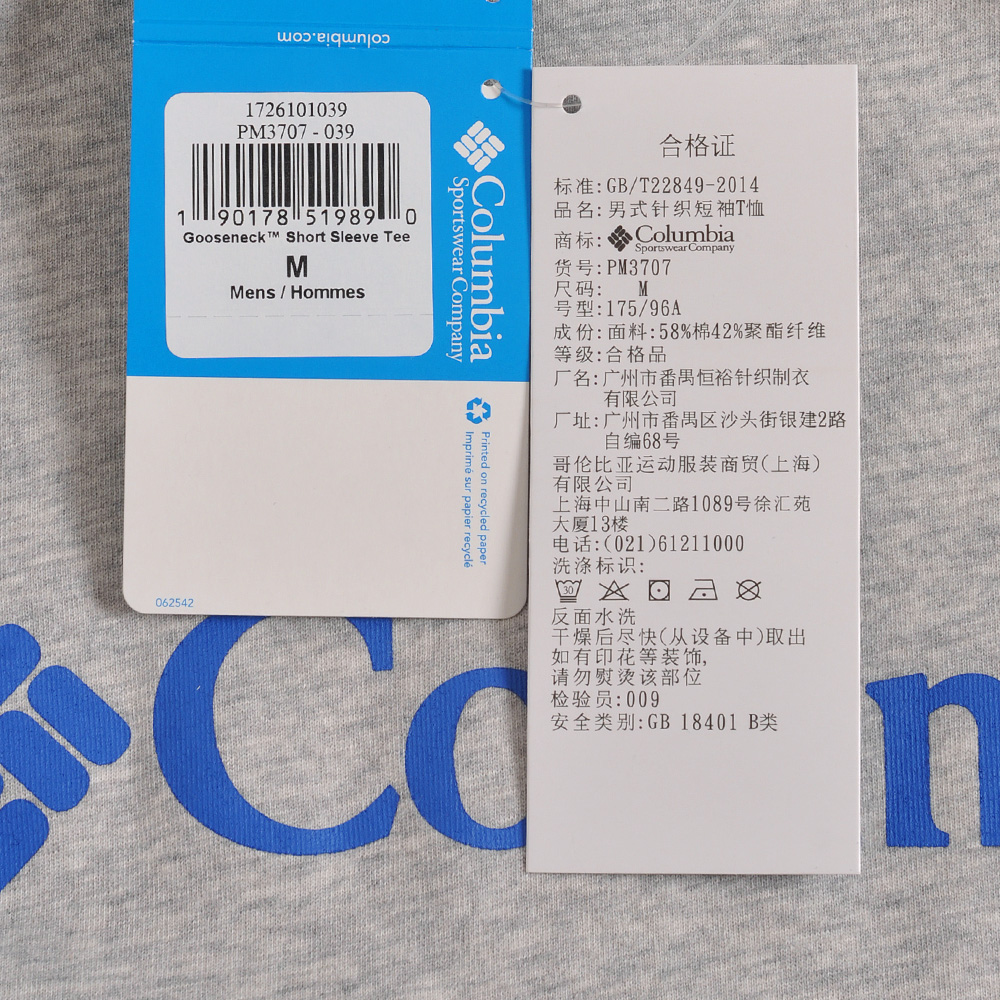 columbia.com
1726101039
PM3707 - 039
1 90178 51989 0
Gooseneck™ Short Sleeve Tee
M
Mens / Hommes
Columbia
Sportswear Company
Printed on recycled paper
Imprimé sur papier recyclé
062542
合格证
标准:GB/T22849-2014
品名:男式针织短袖T恤
商标: Columbia
Sportswear Company
货号:PM3707
尺码: M
号型:175/96A
成份:面料:58%棉42%聚酯纤维
等级:合格品
厂名:广州市番禺恒裕针织制衣
有限公司
厂址:广州市番禺区沙头街银建2路
自编68号
哥伦比亚运动服装商贸(上海)
有限公司
上海中山南二路1089号徐汇苑
大厦13楼
电话:(021)61211000
洗涤标识:
30
反面水洗
干燥后尽快(从设备中)取出
如有印花等装饰,
请勿熨烫该部位
检验员:009
安全类别:GB 18401 B类
Co
m